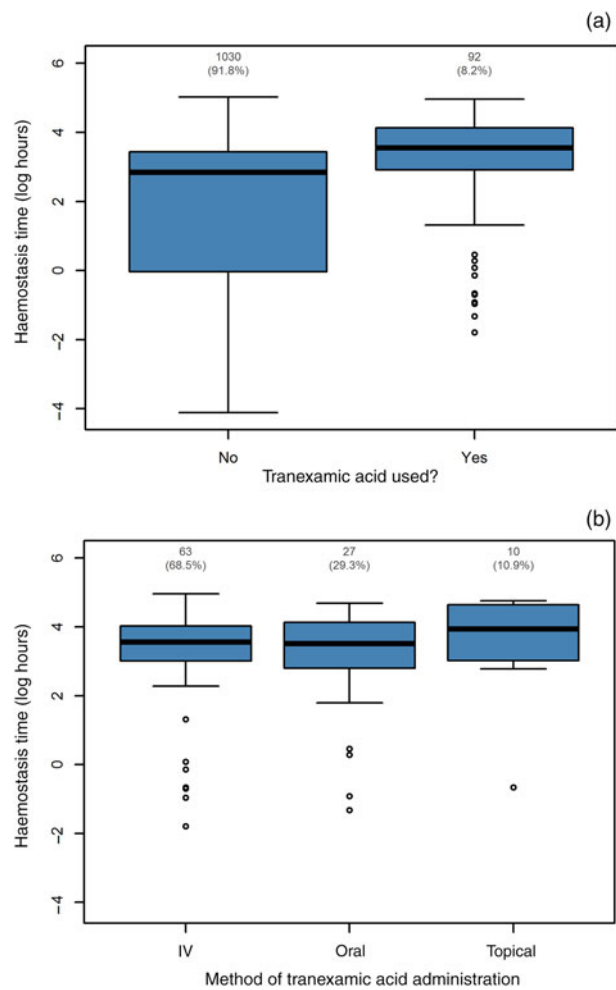 (a)
1030
(91.8%)
92
(8.2%)
Haemostasis time (log hours)
6
4
2
0
−2
−4
No
Yes
Tranexamic acid used?
(b)
63
(68.5%)
27
(29.3%)
10
(10.9%)
Haemostasis time (log hours)
6
4
2
0
−2
−4
IV
Oral
Topical
Method of tranexamic acid administration